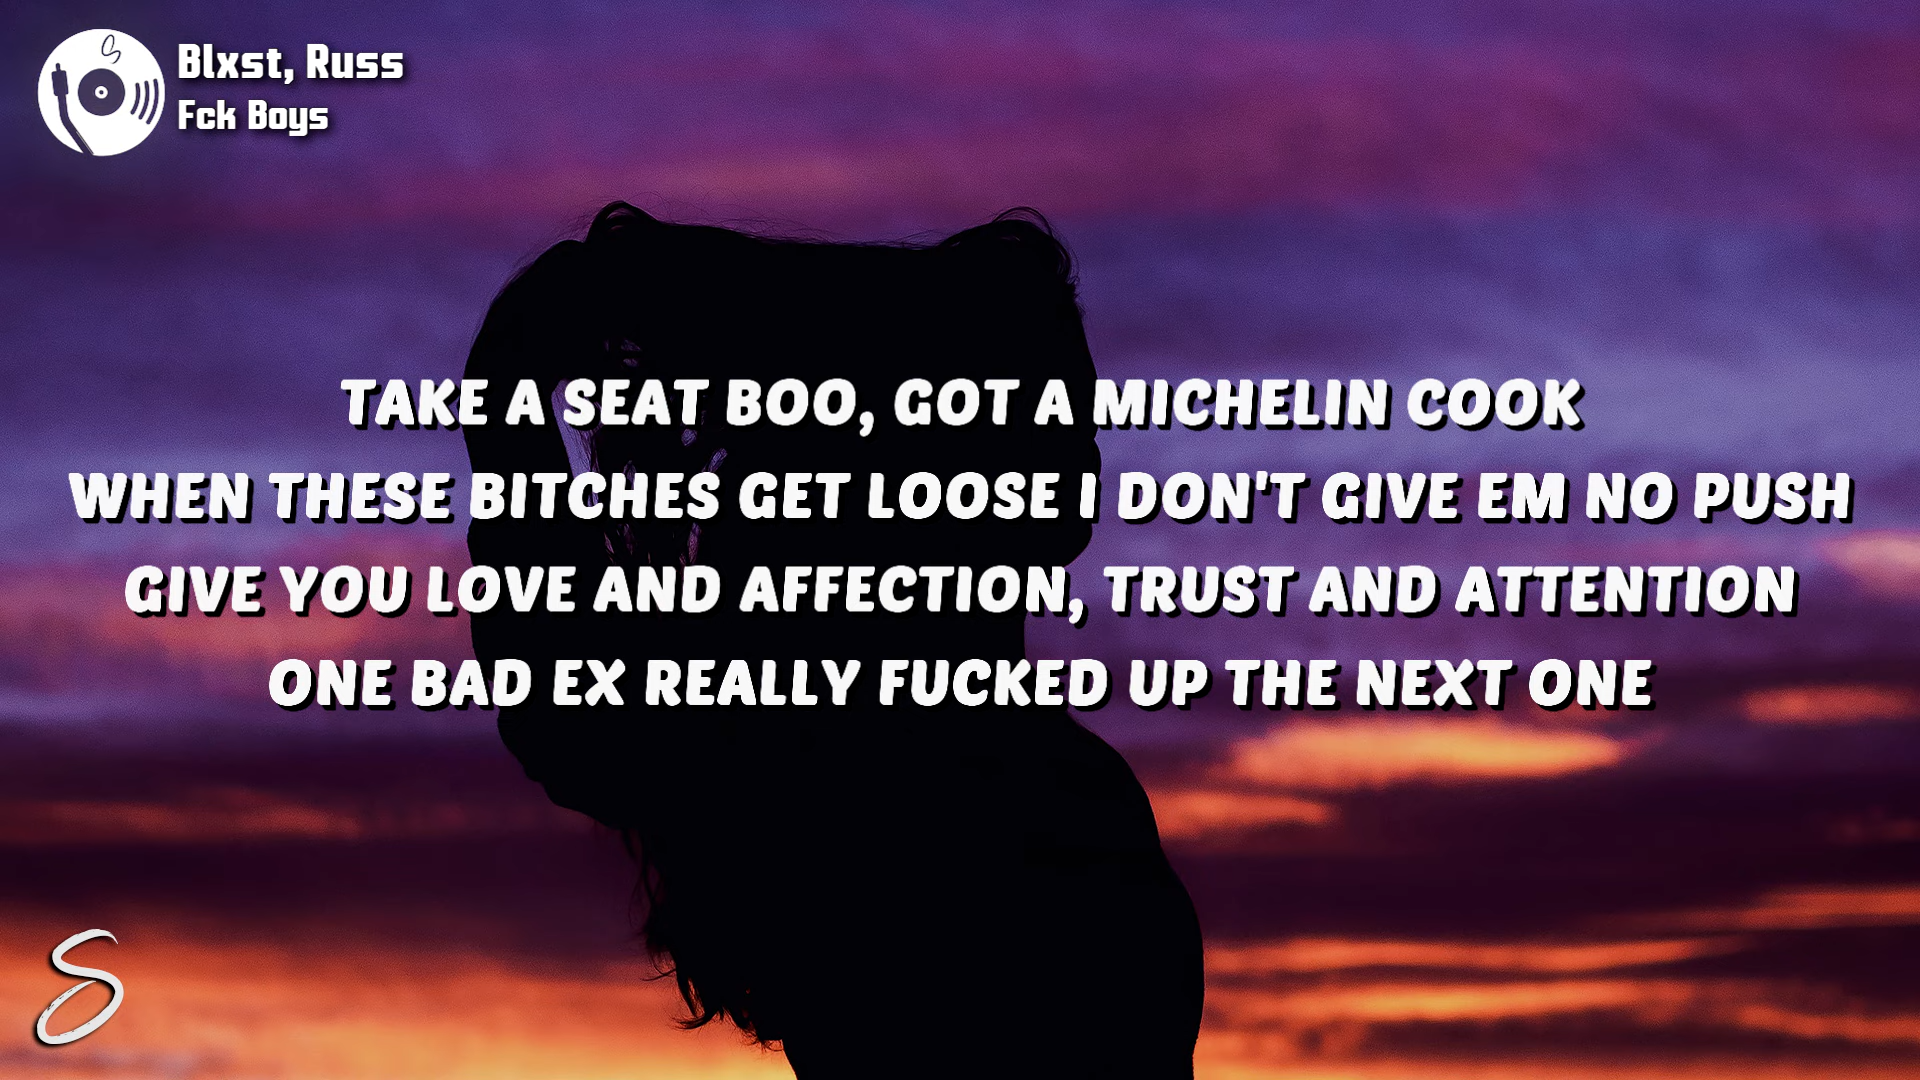 Blxst, Russ
Fck Boys
TAKE A SEAT BOO, GOT A MICHELIN COOK
WHEN THESE BITCHES GET LOOSE I DON'T GIVE EM NO PUSH
GIVE YOU LOVE AND AFFECTION, TRUST AND ATTENTION
ONE BAD EX REALLY FUCKED UP THE NEXT ONE
S